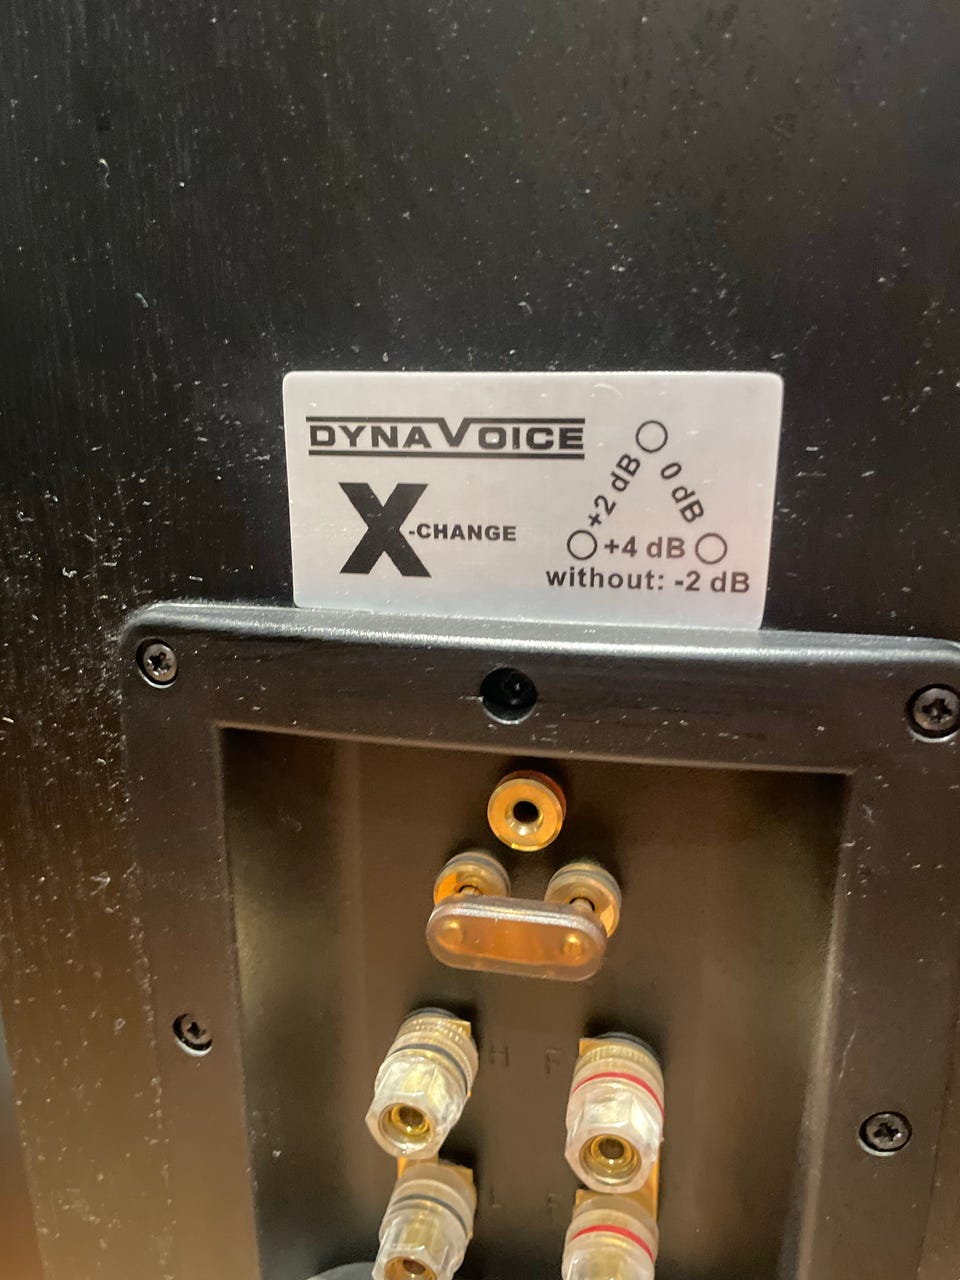 DYNAVOICE
X-CHANGE
+2 dB
0 dB
+4 dB
without: -2 dB
H F
L F